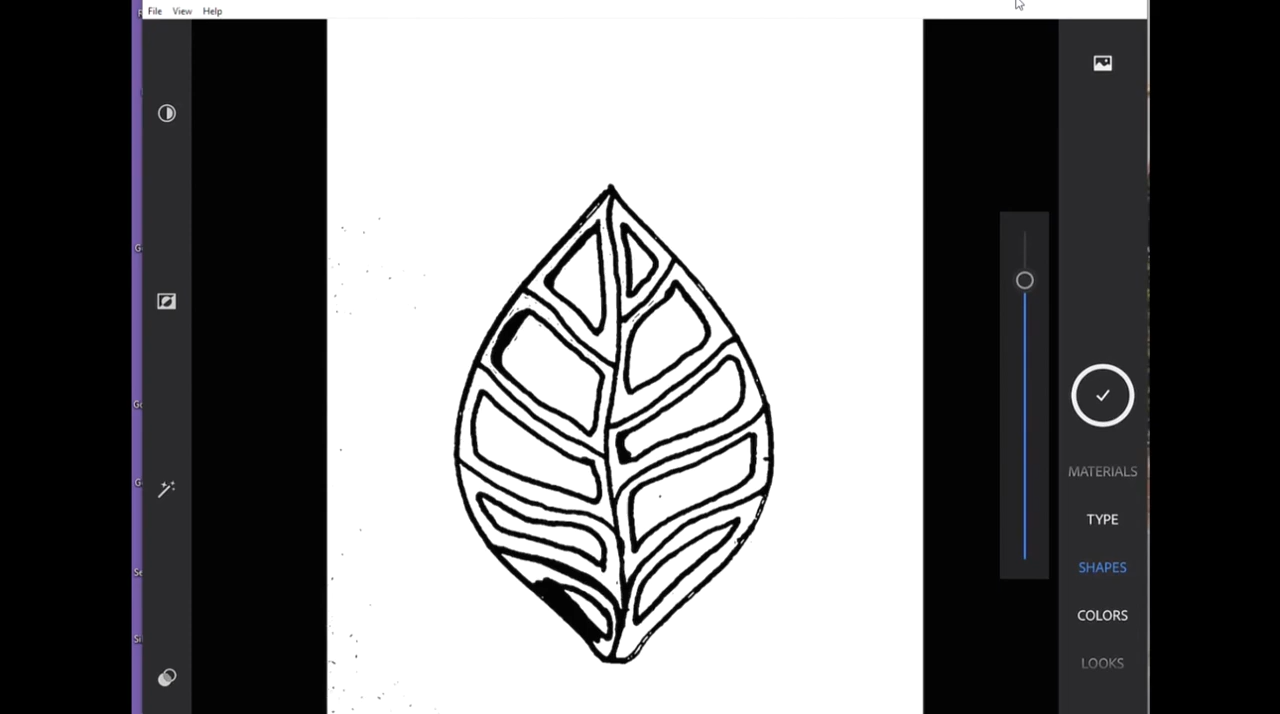 File View Help
MATERIALS
TYPE
SHAPES
COLORS
LOOKS